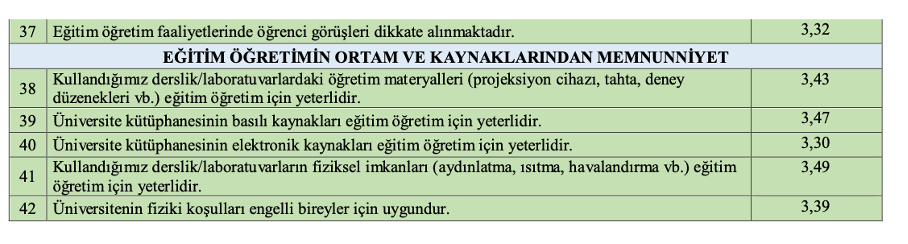 37 Eğitim öğretim faaliyetlerinde öğrenci görüşleri dikkate alınmaktadır. 3,32
EĞİTİM ÖĞRETİMİN ORTAM VE KAYNAKLARINDAN MEMNUNNİYET
38 Kullandığımız derslik/laboratuvarlardaki öğretim materyalleri (projeksiyon cihazı, tahta, deney 3,43
düzenekleri vb.) eğitim öğretim için yeterlidir.
39 Üniversite kütüphanesinin basılı kaynakları eğitim öğretim için yeterlidir. 3,47
40 Üniversite kütüphanesinin elektronik kaynakları eğitim öğretim için yeterlidir. 3,30
41 Kullandığımız derslik/laboratuvarların fiziksel imkanları (aydınlatma, ısıtma, havalandırma vb.) eğitim 3,49
öğretim için yeterlidir.
42 Üniversitenin fiziki koşulları engelli bireyler için uygundur. 3,39